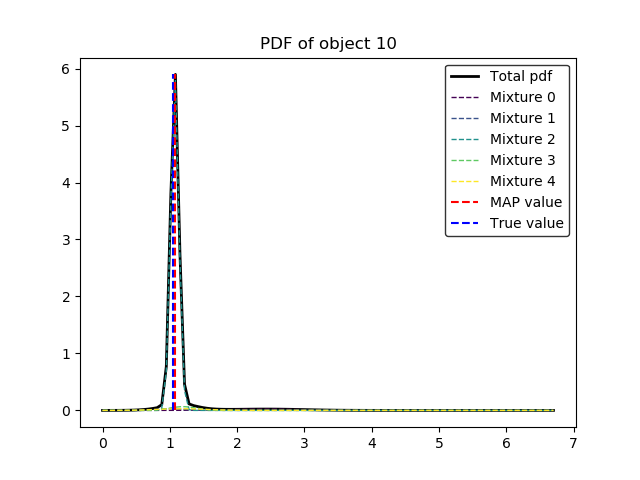 PDF of object 10
6
5
4
3
2
1
0
0 1 2 3 4 5 6 7
Total pdf
Mixture 0
Mixture 1
Mixture 2
Mixture 3
Mixture 4
MAP value
True value